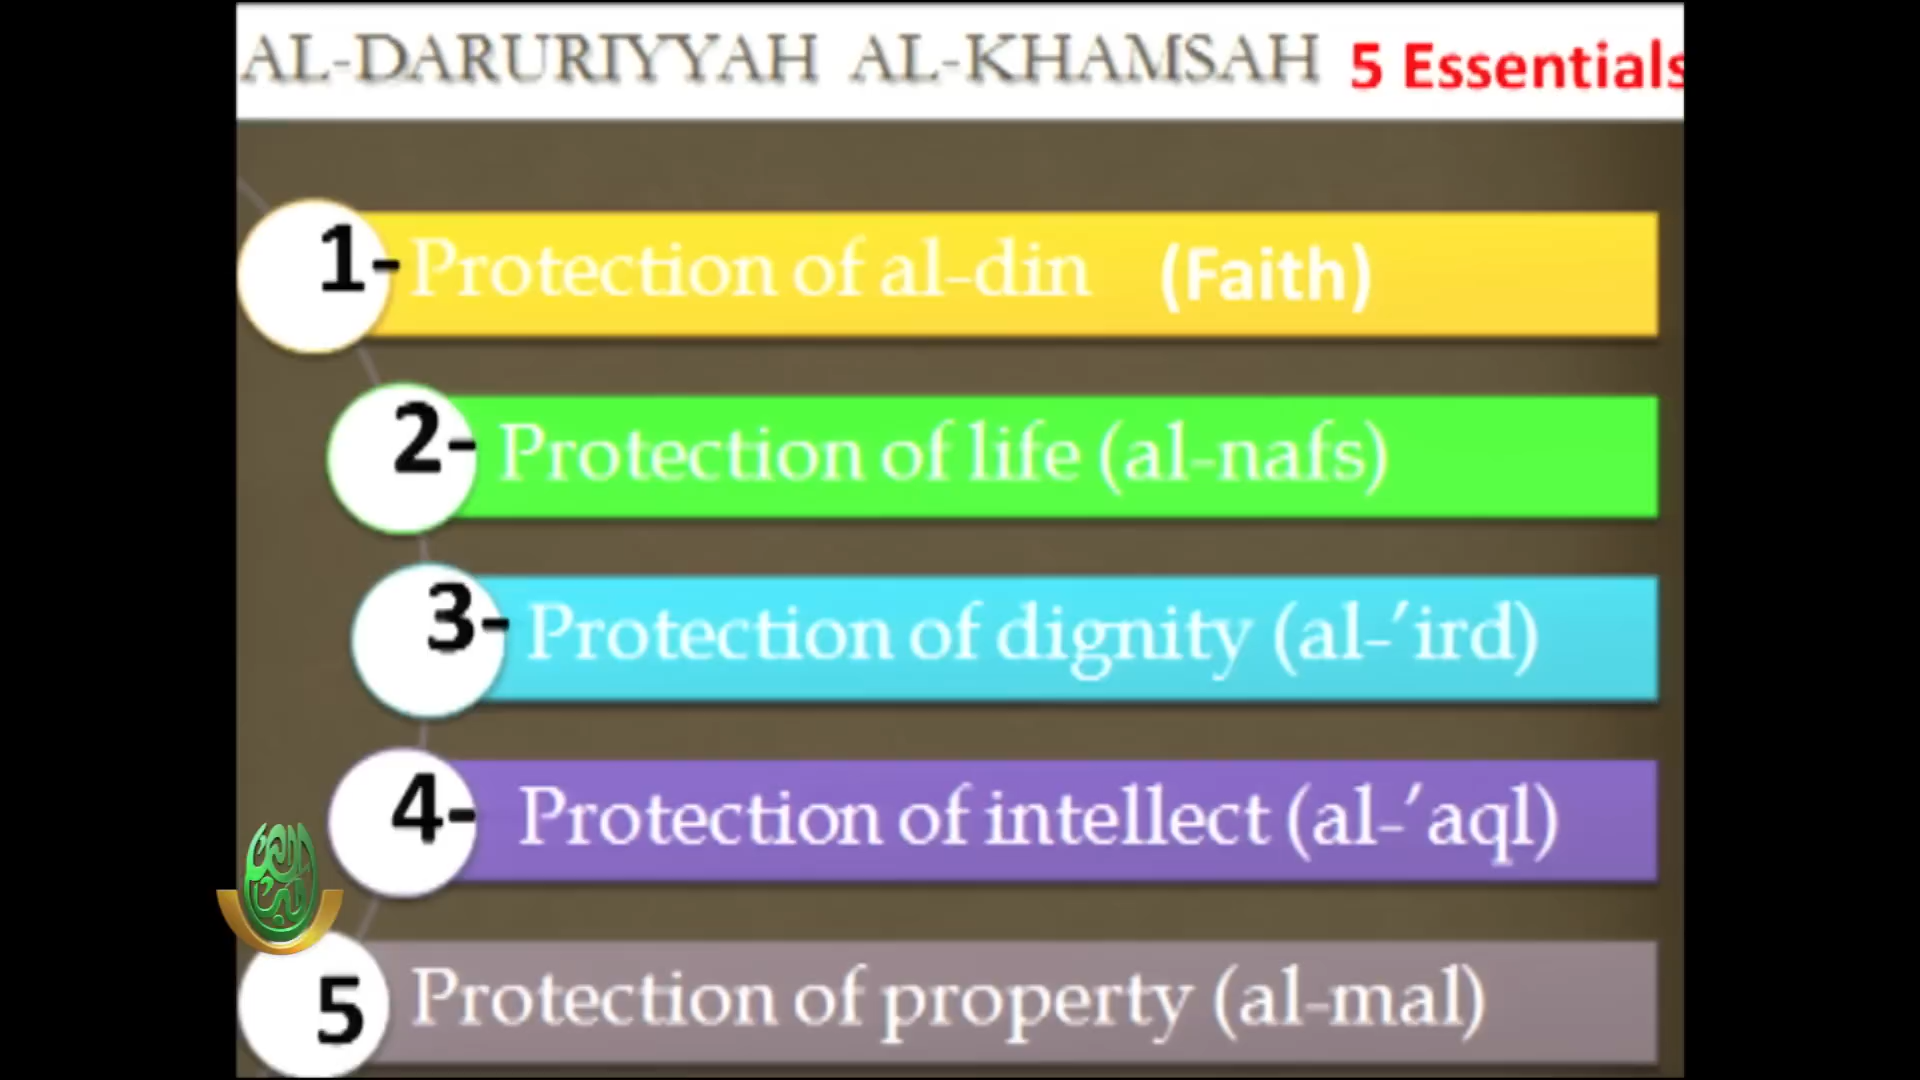 AL-DARURIYYAH AL-KHAMSAH 5 Essentials
1- Protection of al-din (Faith)
2- Protection of life (al-nafs)
3- Protection of dignity (al-'ird)
4- Protection of intellect (al-'aql)
5 Protection of property (al-mal)